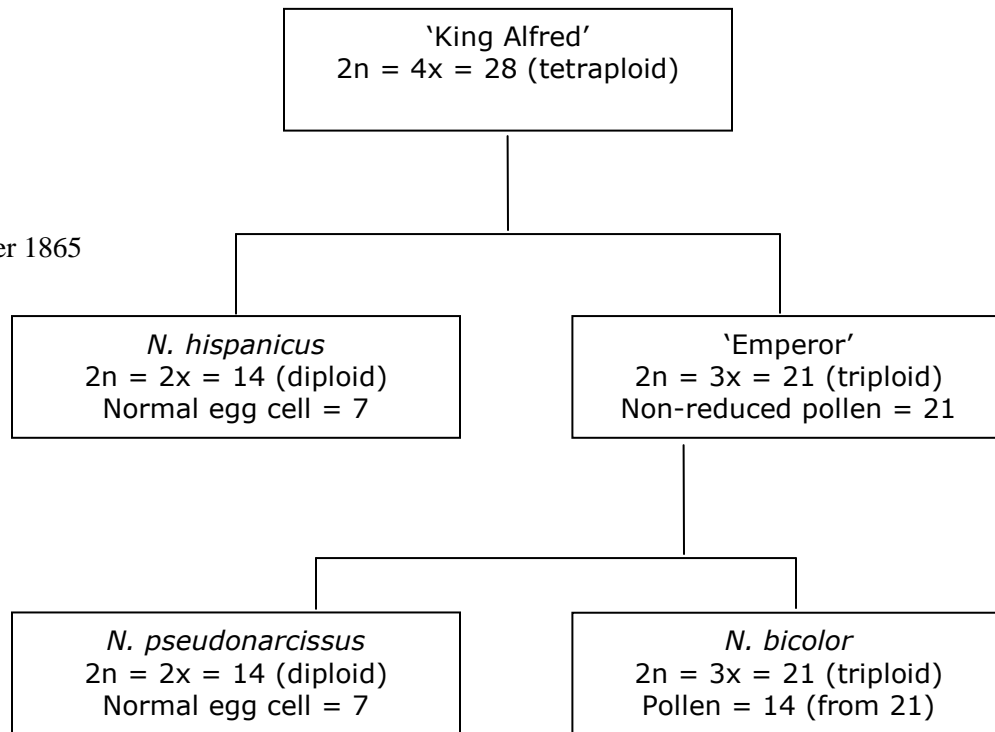 ‘King Alfred’
2n = 4x = 28 (tetraploid)
er 1865
N. hispanicus
2n = 2x = 14 (diploid)
Normal egg cell = 7
‘Emperor’
2n = 3x = 21 (triploid)
Non-reduced pollen = 21
N. pseudonarcissus
2n = 2x = 14 (diploid)
Normal egg cell = 7
N. bicolor
2n = 3x = 21 (triploid)
Pollen = 14 (from 21)